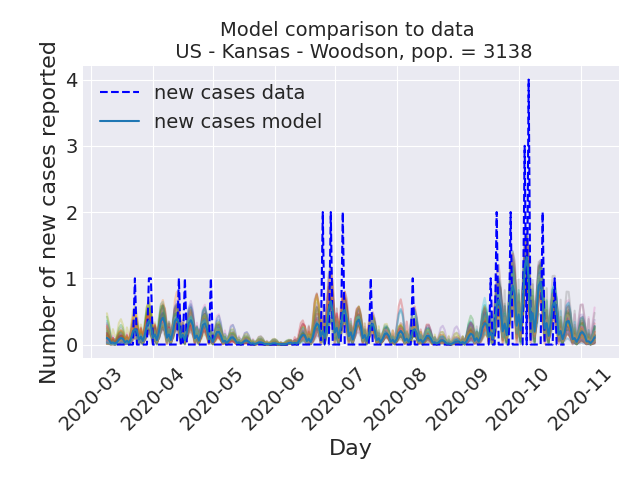 Model comparison to data
US - Kansas - Woodson, pop. = 3138
new cases data
new cases model
Number of new cases reported
4
3
2
1
0
2020-03
2020-04
2020-05
2020-06
2020-07
2020-08
2020-09
2020-10
2020-11
Day